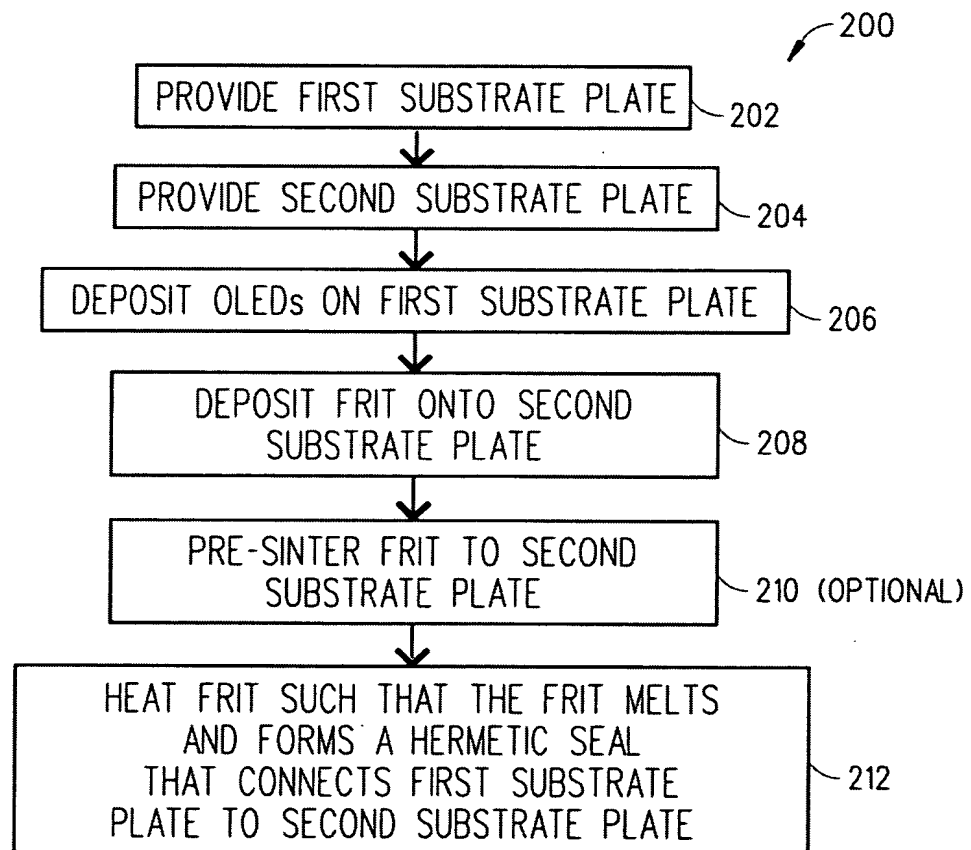 200
PROVIDE FIRST SUBSTRATE PLATE
202
PROVIDE SECOND SUBSTRATE PLATE
204
DEPOSIT OLEDs ON FIRST SUBSTRATE PLATE
206
DEPOSIT FRIT ONTO SECOND
SUBSTRATE PLATE
208
PRE-SINTER FRIT TO SECOND
SUBSTRATE PLATE
210 (OPTIONAL)
HEAT FRIT SUCH THAT THE FRIT MELTS
AND FORMS A HERMETIC SEAL
THAT CONNECTS FIRST SUBSTRATE
PLATE TO SECOND SUBSTRATE PLATE
212